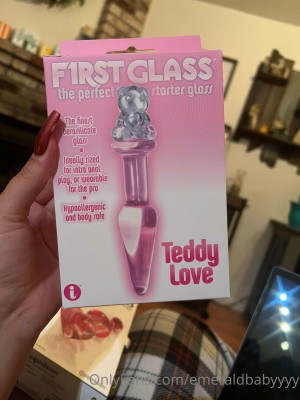 F1RST GLASS
the perfect starter glass
The finest
borosilicate
glass
Ideally sized
for intro anal
play, or wearable
for the pro
Hypoallergenic
and body safe
Teddy
Love
i
OnlyFans.com/emeraldbabyyyy